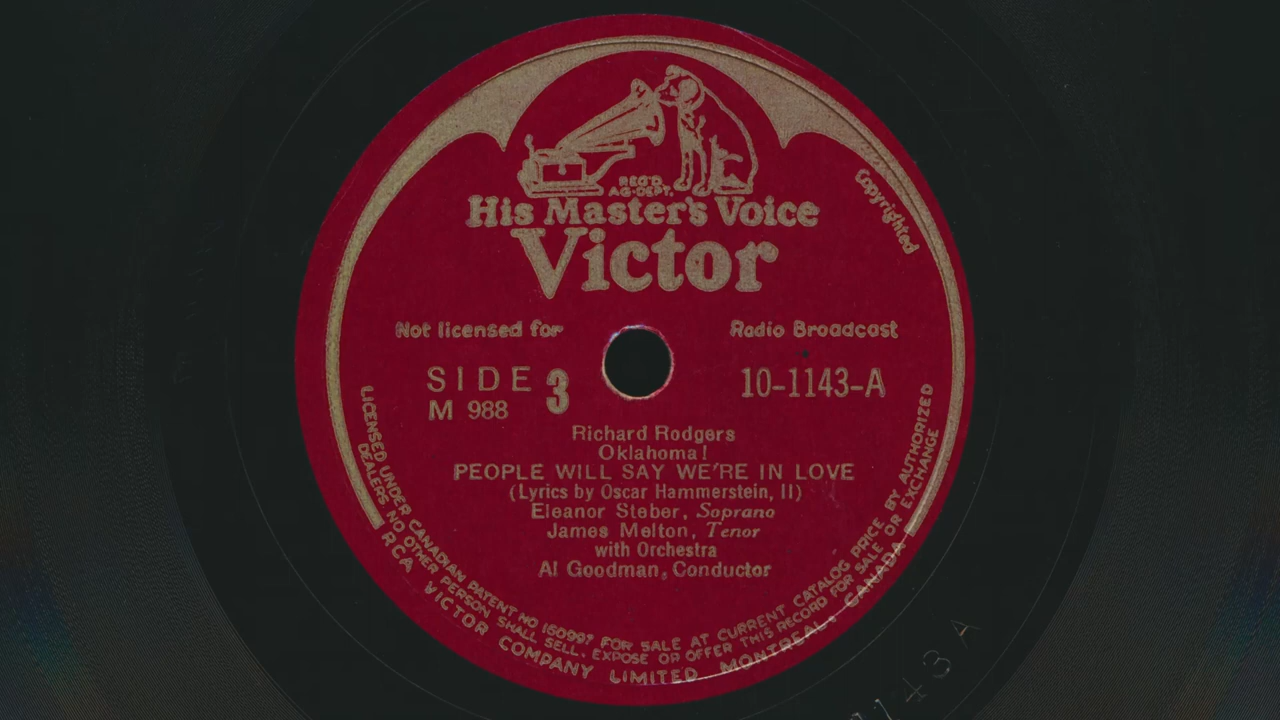 REG'D.
AG-DEPT.
His Master's Voice
Victor
Copyrighted
Not licensed for Radio Broadcast
SIDE 3 10-1143-A
M 988
Richard Rodgers
Oklahoma!
PEOPLE WILL SAY WE'RE IN LOVE
(Lyrics by Oscar Hammerstein, II)
Eleanor Steber, Soprano
James Melton, Tenor
with Orchestra
Al Goodman, Conductor
LICENSED UNDER CANADIAN PATENT NO 160997 FOR SALE AT CURRENT CATALOG PRICE BY AUTHORIZED
DEALERS. NO OTHER PERSON SHALL SELL, EXPOSE OR OFFER THIS RECORD FOR SALE OR EXCHANGE
RCA VICTOR COMPANY LIMITED MONTREAL, CANADA
1143 A